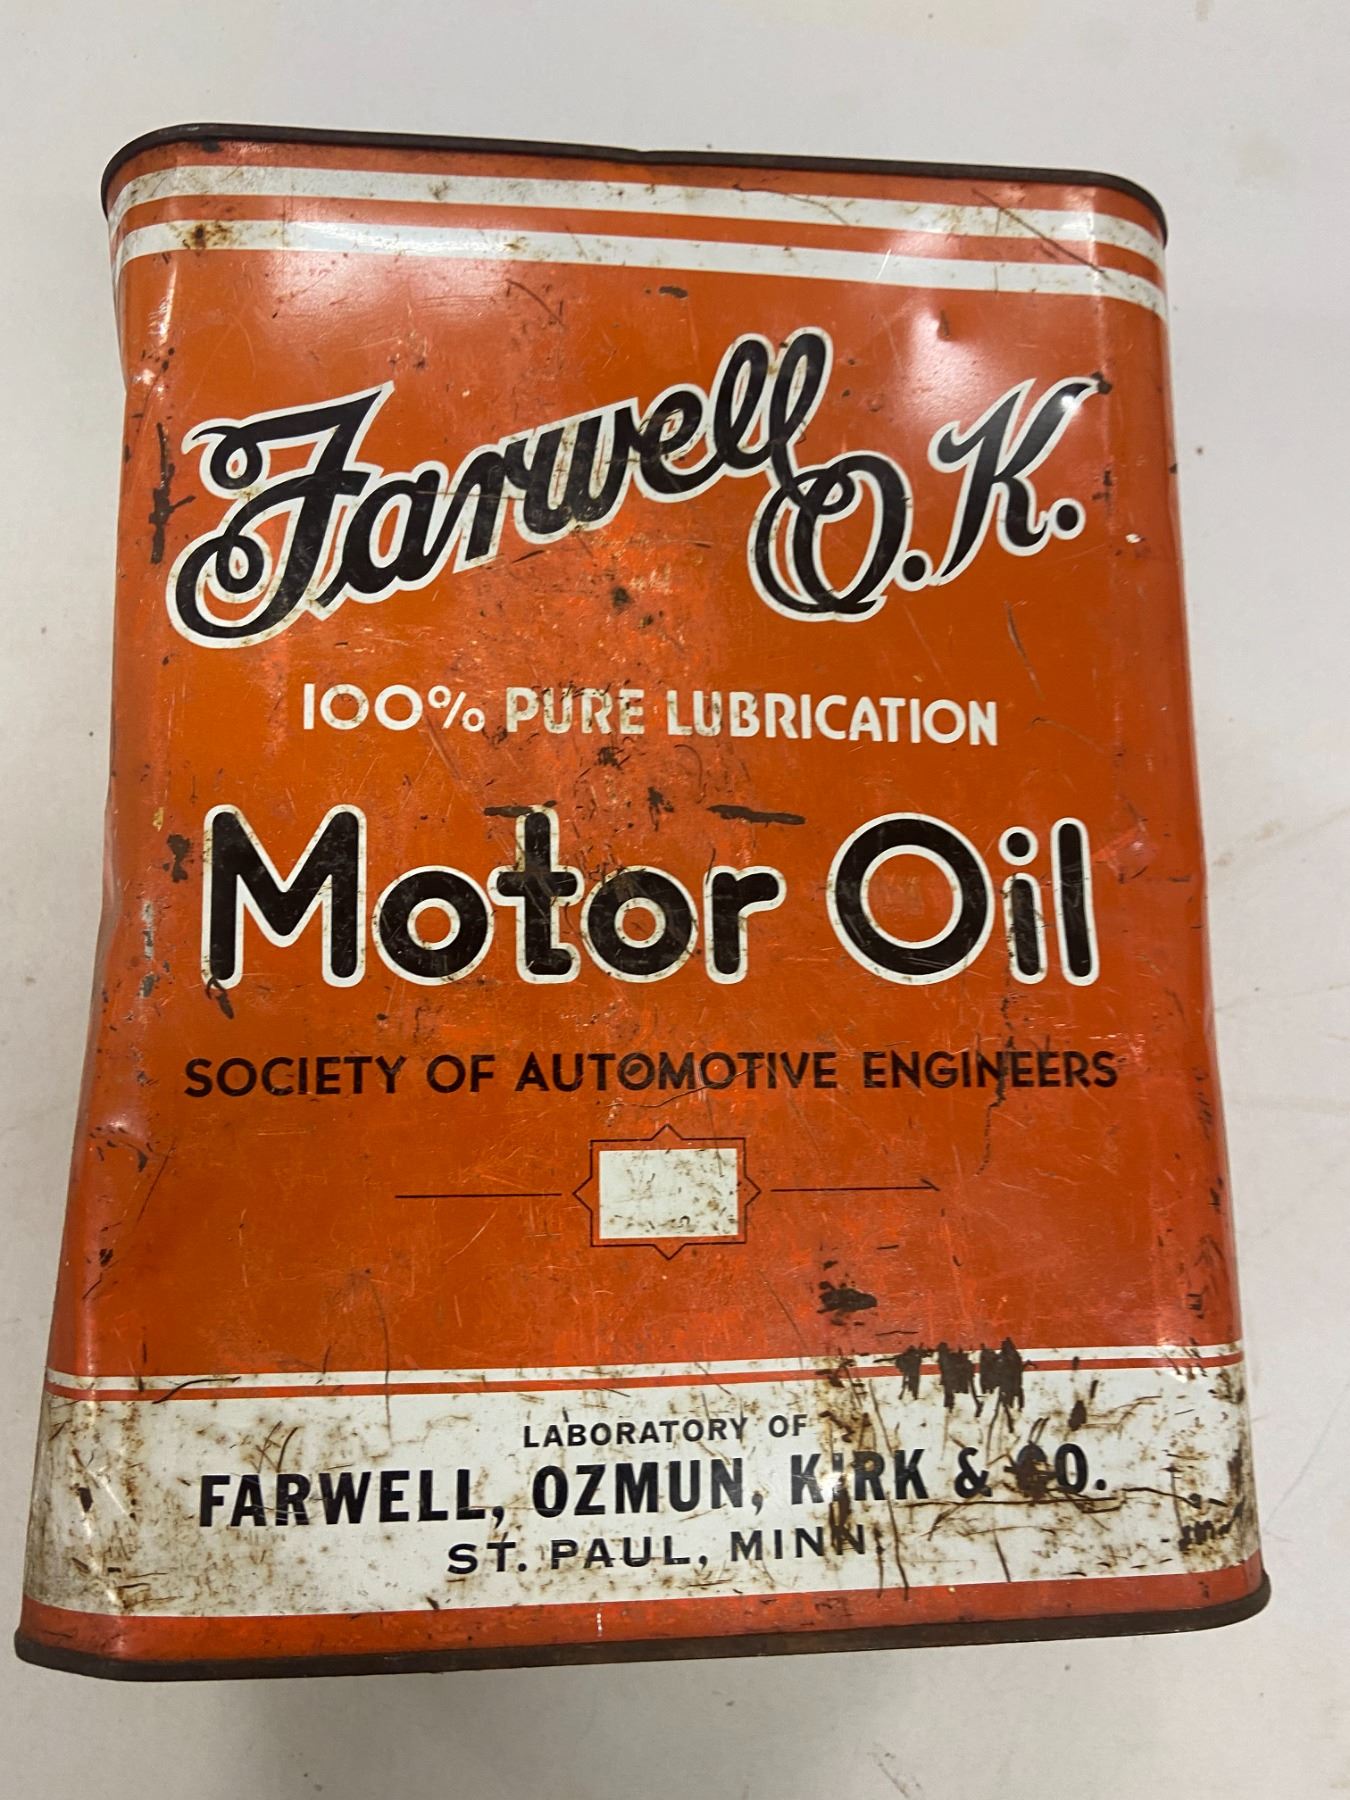 Farwell O.K.
100% PURE LUBRICATION
Motor Oil
SOCIETY OF AUTOMOTIVE ENGINEERS
LABORATORY OF
FARWELL, OZMUN, KIRK & CO.
ST. PAUL, MINN.